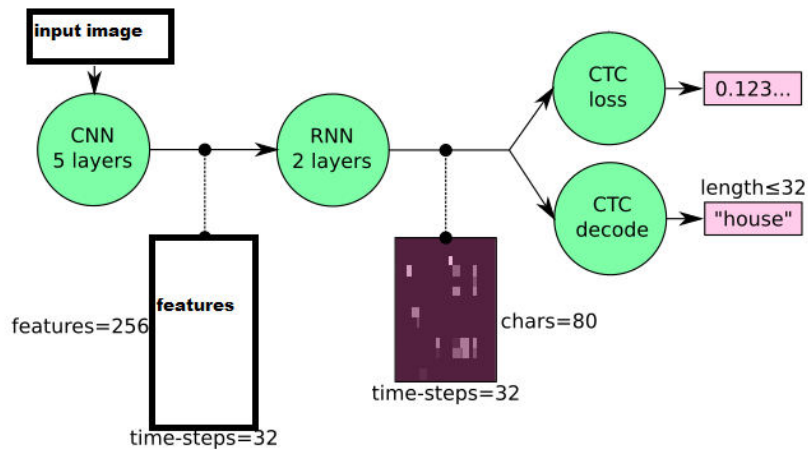 input image
CNN
5 layers
RNN
2 layers
CTC
loss
0.123...
CTC
decode
length≤32
"house"
features
features=256
time-steps=32
chars=80
time-steps=32